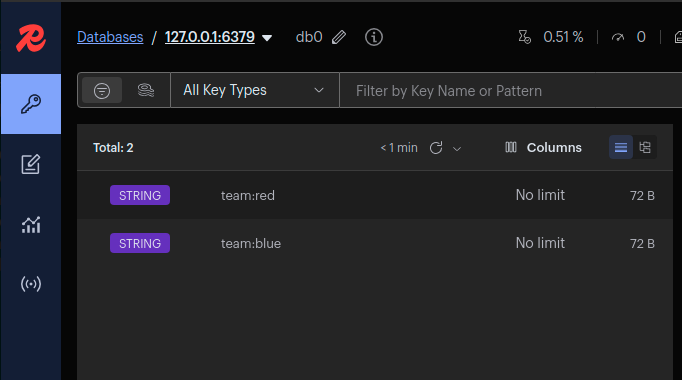 Databases / 127.0.0.1:6379 db0 0.51 % 0
All Key Types Filter by Key Name or Pattern
Total: 2 < 1 min Columns
STRING team:red No limit 72 B
STRING team:blue No limit 72 B